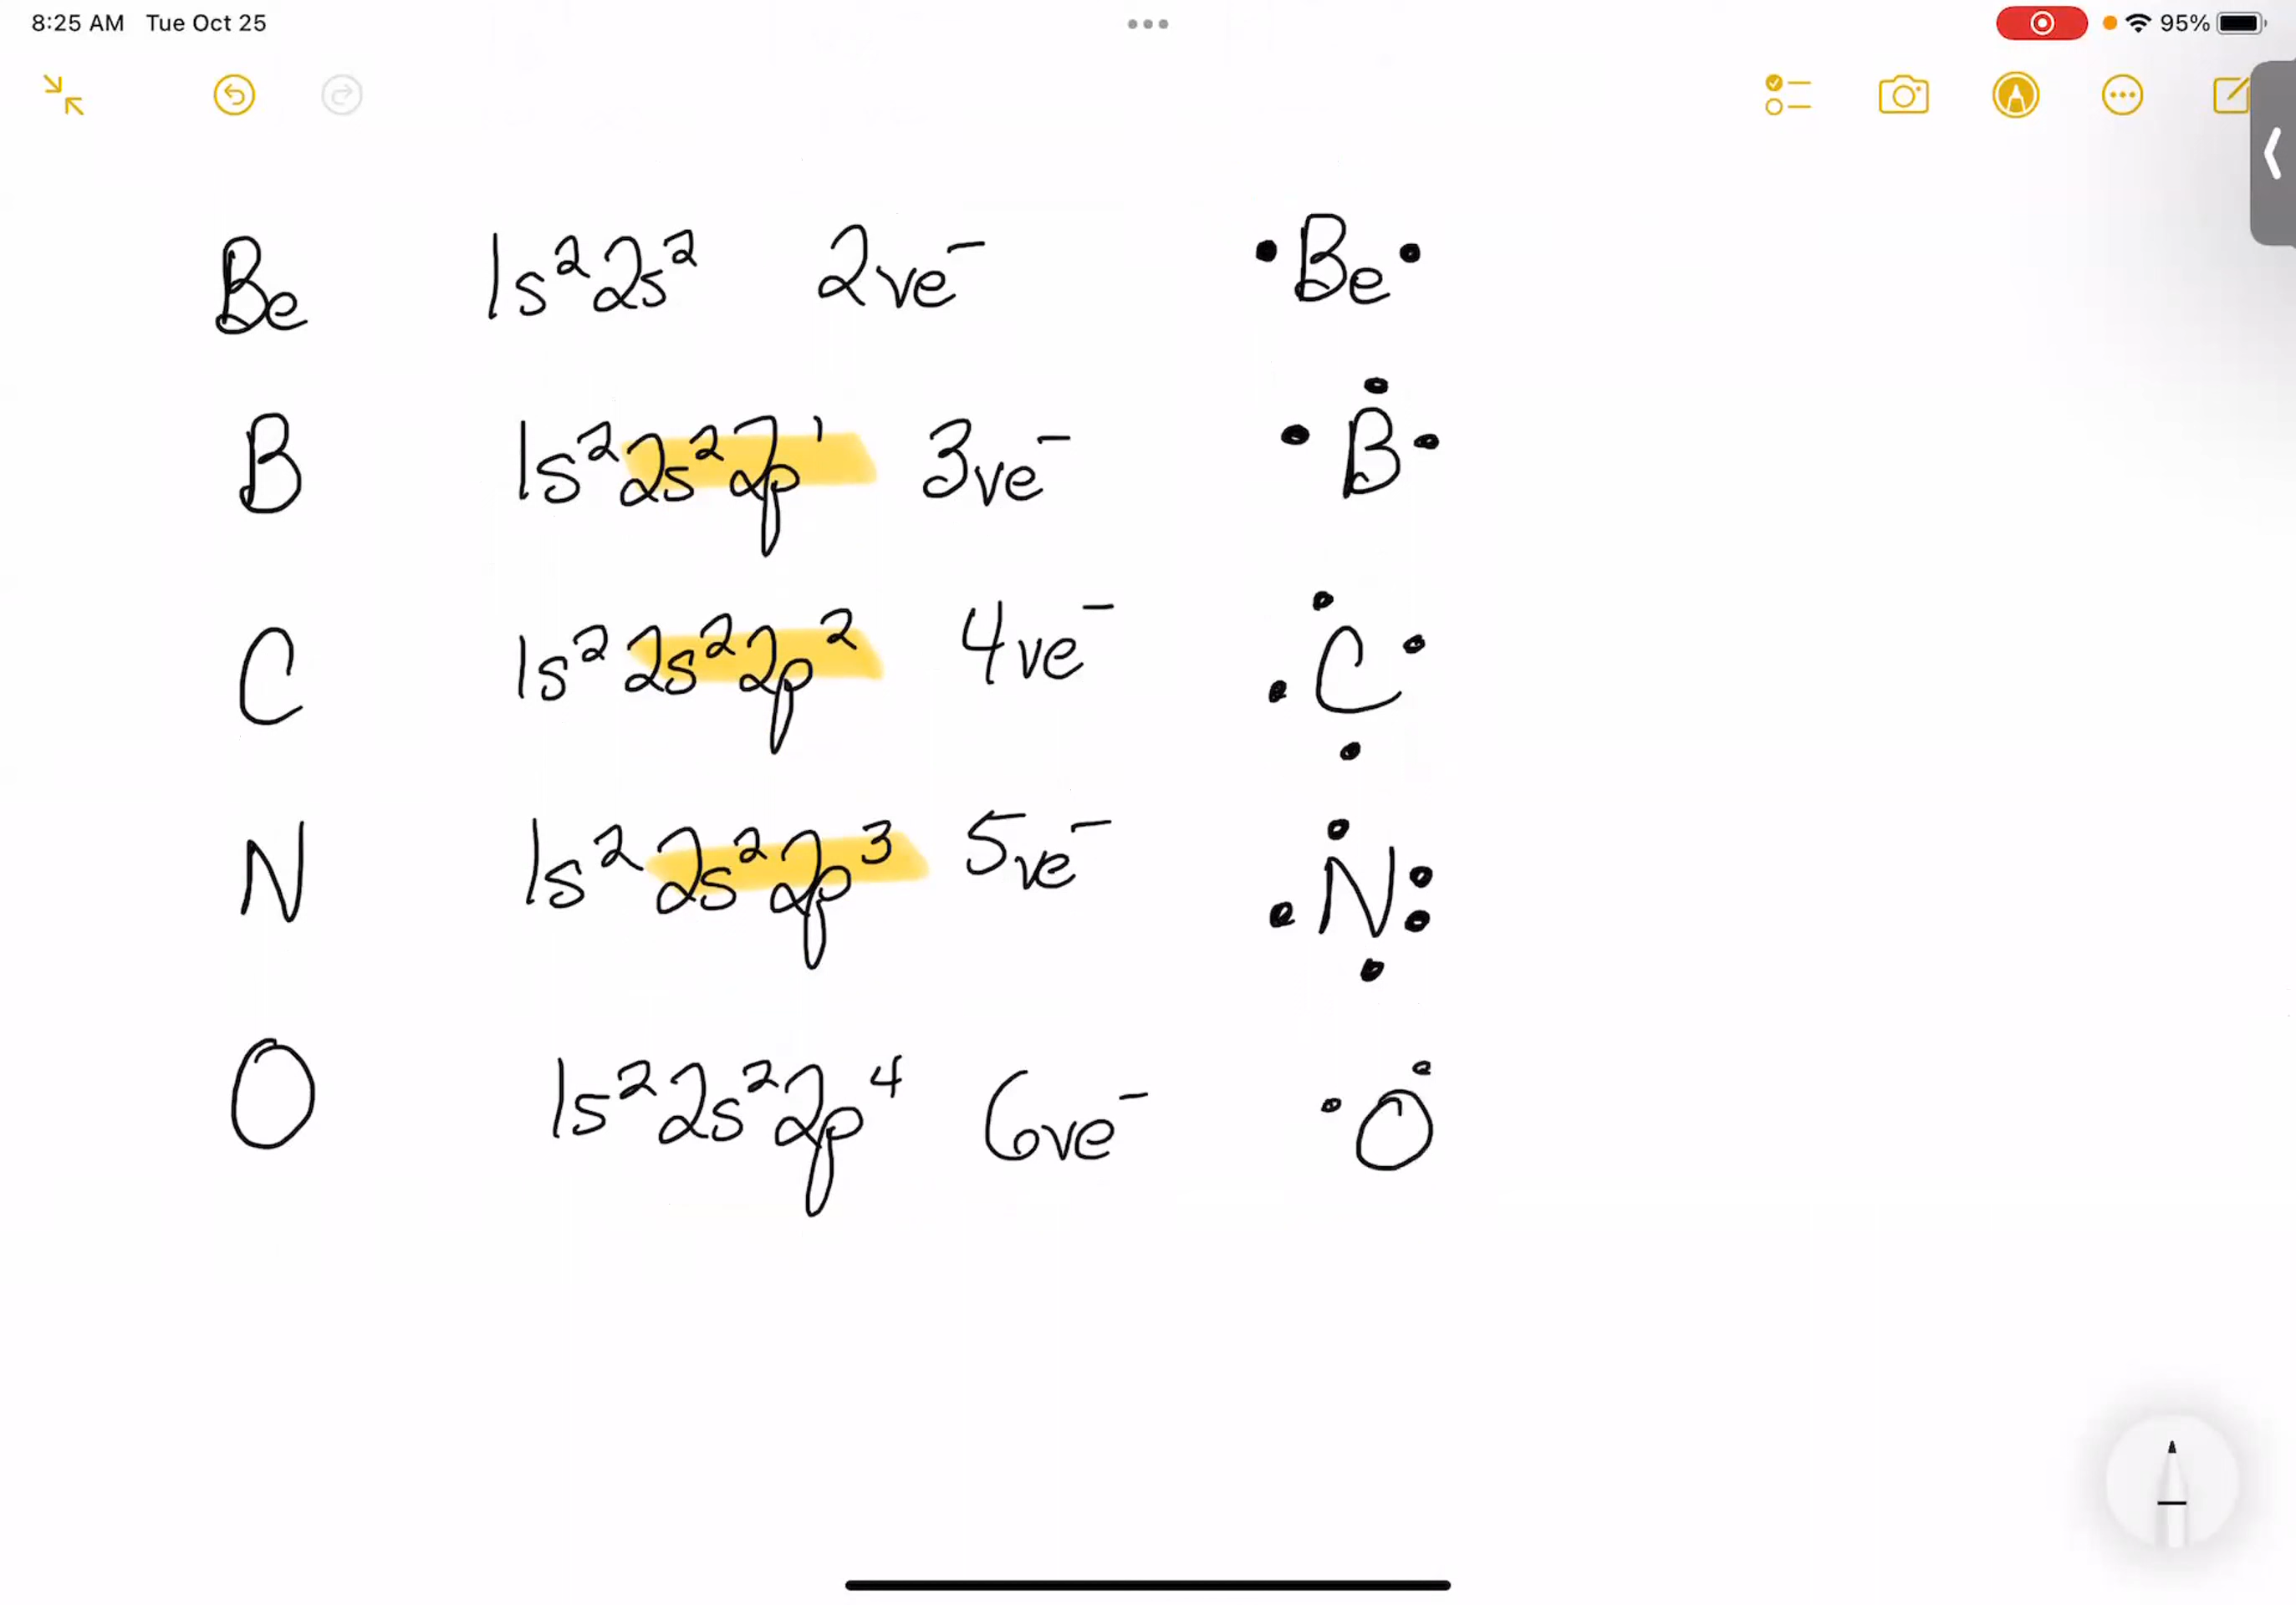 8:25 AM Tue Oct 25 95%
Be 1s²2s² 2ve⁻ •Be•
B 1s²2s²2p¹ 3ve⁻ •B•
C 1s²2s²2p² 4ve⁻ •C•
N 1s²2s²2p³ 5ve⁻ •N:
O 1s²2s²2p⁴ 6ve⁻ •O